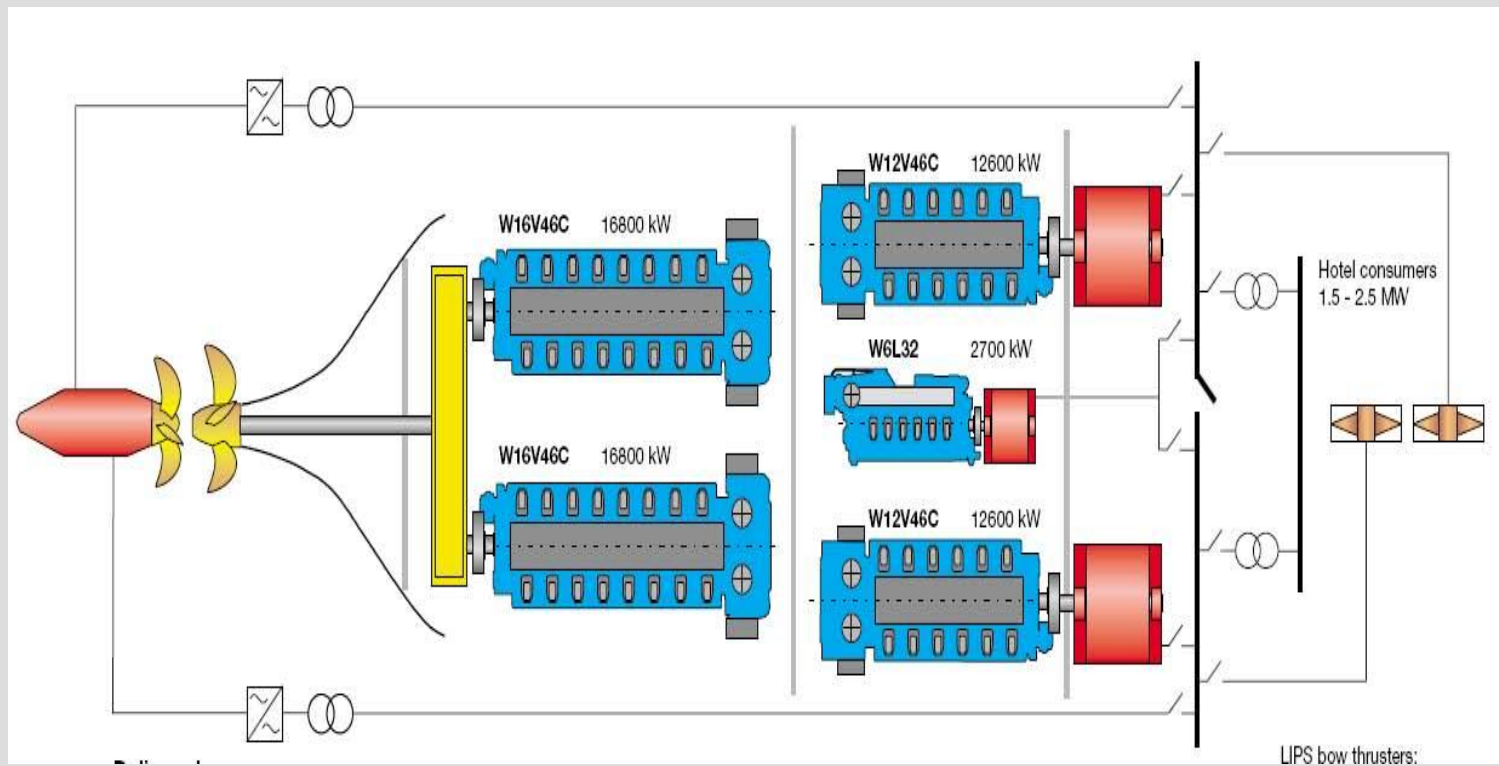 W12V46C 12600 kW
W16V46C 16800 kW
Hotel consumers
1.5 - 2.5 MW
W6L32 2700 kW
W16V46C 16800 kW
W12V46C 12600 kW
LIPS bow thrusters: